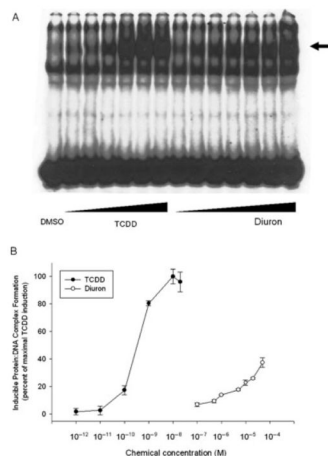 A
DMSO
TCDD
Diuron
B
Inducible Protein:DNA Complex Formation
(percent of maximal TCDD induction)
100
80
60
40
20
0
TCDD
Diuron
10⁻¹² 10⁻¹¹ 10⁻¹⁰ 10⁻⁹ 10⁻⁸ 10⁻⁷ 10⁻⁶ 10⁻⁵ 10⁻⁴
Chemical concentration (M)